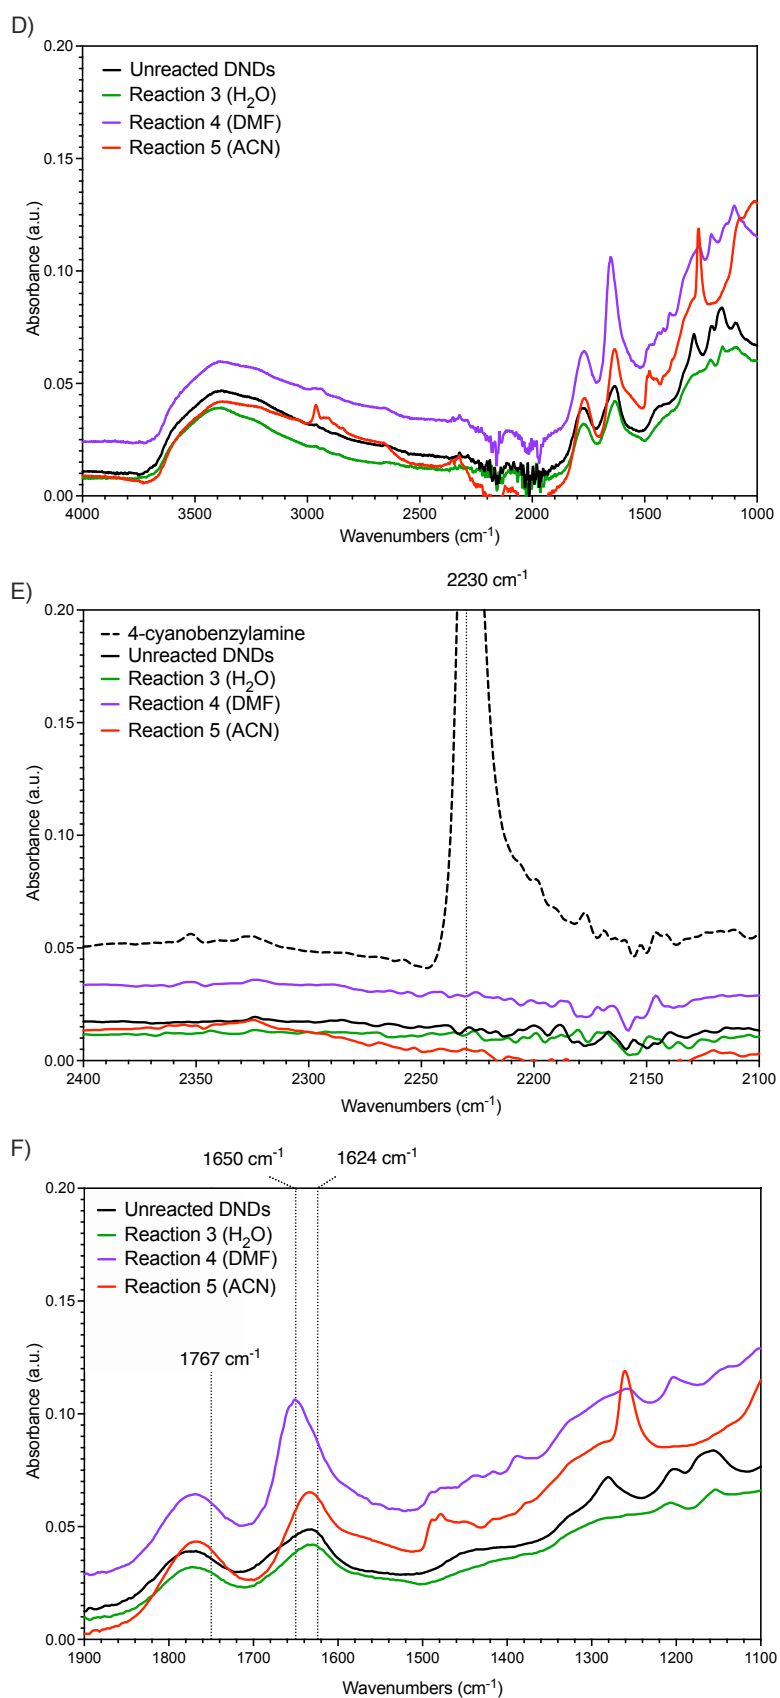 D)
0.20
0.15
0.10
0.05
0.00
Absorbance (a.u.)
Unreacted DNDs
Reaction 3 (H₂O)
Reaction 4 (DMF)
Reaction 5 (ACN)
4000 3500 3000 2500 2000 1500 1000
Wavenumbers (cm⁻¹)
2230 cm⁻¹
E)
0.20
0.15
0.10
0.05
0.00
Absorbance (a.u.)
4-cyanobenzylamine
Unreacted DNDs
Reaction 3 (H₂O)
Reaction 4 (DMF)
Reaction 5 (ACN)
2400 2350 2300 2250 2200 2150 2100
Wavenumbers (cm⁻¹)
F)
1650 cm⁻¹ 1624 cm⁻¹
0.20
0.15
0.10
0.05
0.00
Absorbance (a.u.)
Unreacted DNDs
Reaction 3 (H₂O)
Reaction 4 (DMF)
Reaction 5 (ACN)
1767 cm⁻¹
1900 1800 1700 1600 1500 1400 1300 1200 1100
Wavenumbers (cm⁻¹)